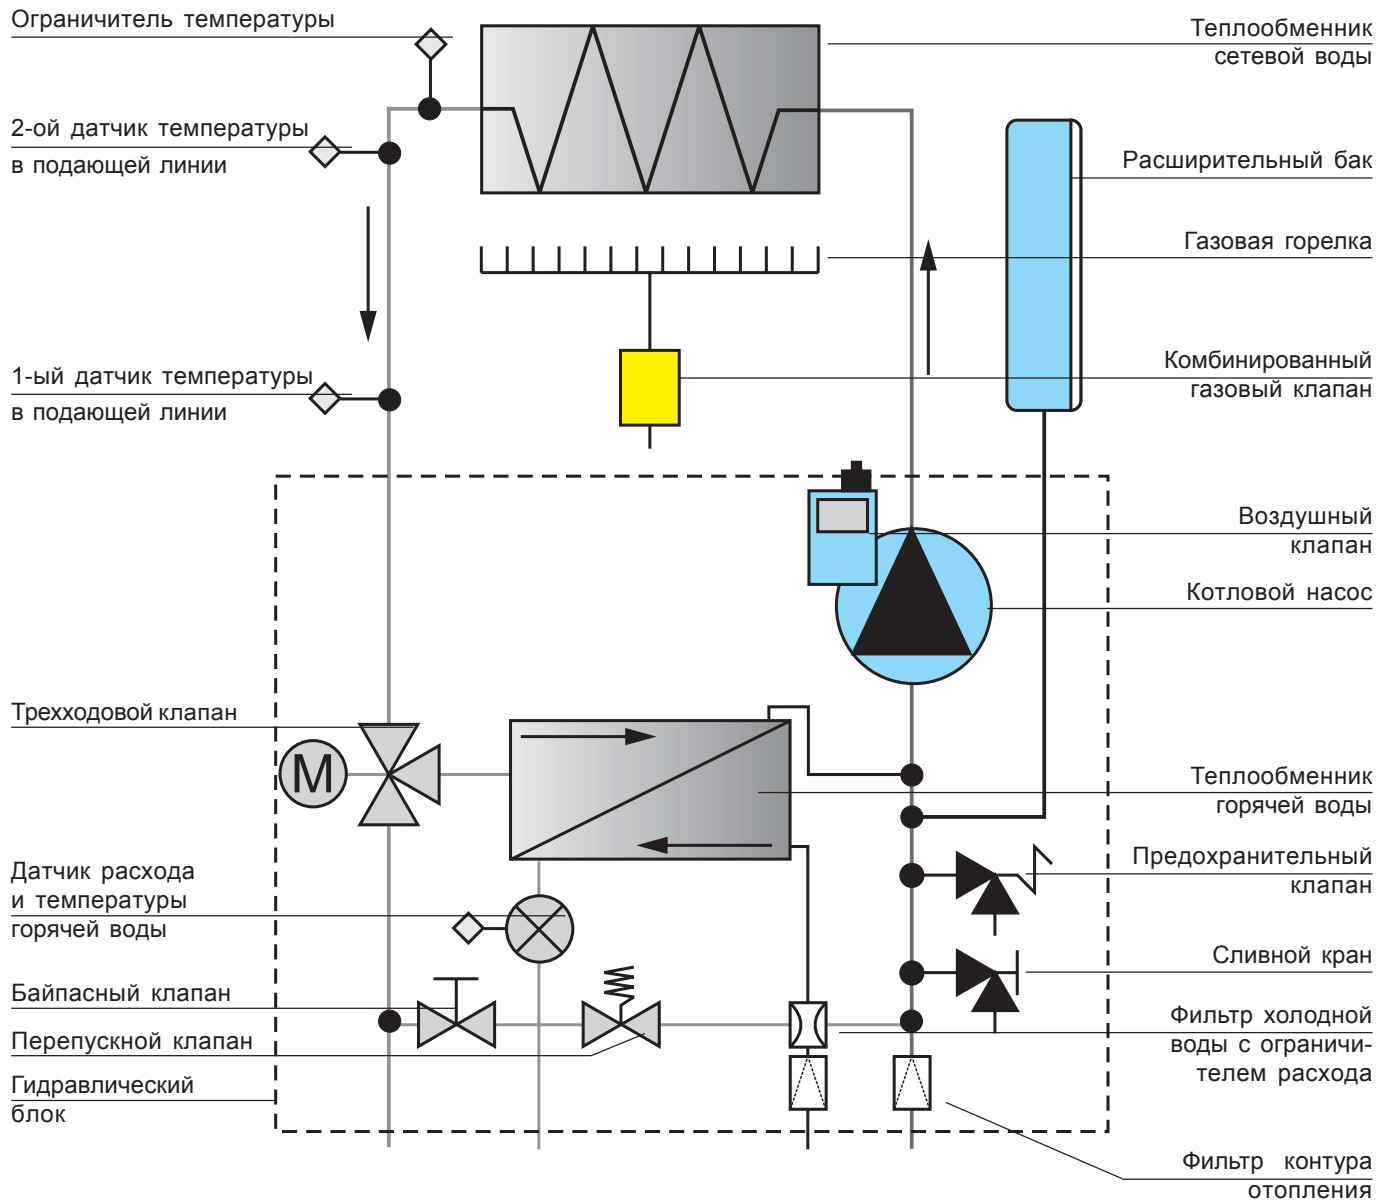 Ограничитель температуры
2-ой датчик температуры
в подающей линии
1-ый датчик температуры
в подающей линии
Трехходовой клапан
M
Датчик расхода
и температуры
горячей воды
Байпасный клапан
Перепускной клапан
Гидравлический
блок
Теплообменник
сетевой воды
Расширительный бак
Газовая горелка
Комбинированный
газовый клапан
Воздушный
клапан
Котловой насос
Теплообменник
горячей воды
Предохранительный
клапан
Сливной кран
Фильтр холодной
воды с ограничи-
телем расхода
Фильтр контура
отопления